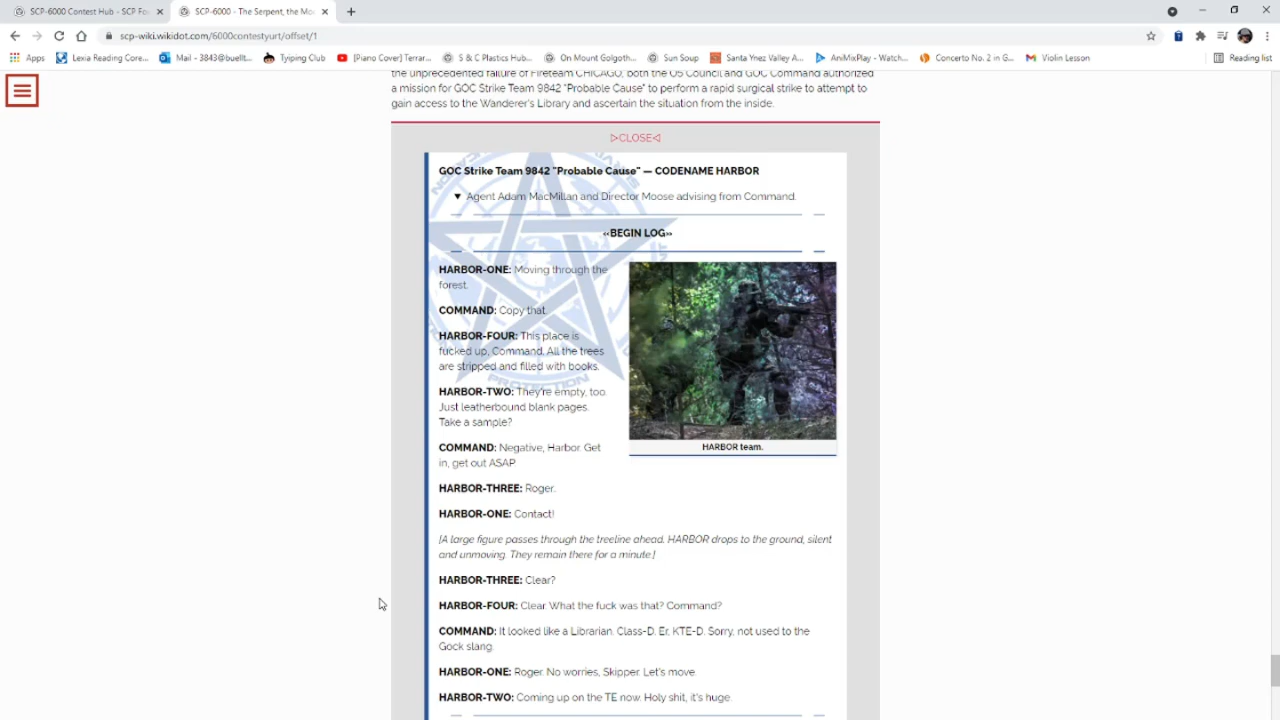 SCP-6000 Contest Hub - SCP Fo
SCP-6000 - The Serpent, the Mo
scp-wiki.wikidot.com/6000contestyurt/offset/1
Apps
Lexia Reading Core...
Mail - 3843@buellt...
Tyiping Club
[Piano Cover] Terrar...
S & C Plastics Hub...
On Mount Golgoth...
Sun Soup
Santa Ynez Valley A...
AniMixPlay - Watch...
Concerto No. 2 in G...
Violin Lesson
Reading list
the unprecedented failure of Fireteam CHICAGO, both the O5 Council and GOC Command authorized
a mission for GOC Strike Team 9842 "Probable Cause" to perform a rapid surgical strike to attempt to
gain access to the Wanderer's Library and ascertain the situation from the inside.
▷CLOSE◁
GOC Strike Team 9842 "Probable Cause" — CODENAME HARBOR
▼ Agent Adam MacMillan and Director Moose advising from Command.
«BEGIN LOG»
HARBOR-ONE: Moving through the
forest.
COMMAND: Copy that.
HARBOR-FOUR: This place is
fucked up, Command. All the trees
are stripped and filled with books.
HARBOR-TWO: They're empty, too.
Just leatherbound blank pages.
Take a sample?
COMMAND: Negative, Harbor. Get
in, get out ASAP
HARBOR team.
HARBOR-THREE: Roger.
HARBOR-ONE: Contact!
[A large figure passes through the treeline ahead. HARBOR drops to the ground, silent
and unmoving. They remain there for a minute.]
HARBOR-THREE: Clear?
HARBOR-FOUR: Clear. What the fuck was that? Command?
COMMAND: It looked like a Librarian. Class-D. Er, KTE-D. Sorry, not used to the
Gock slang.
HARBOR-ONE: Roger. No worries, Skipper. Let's move.
HARBOR-TWO: Coming up on the TE now. Holy shit, it's huge.
PROTECTION